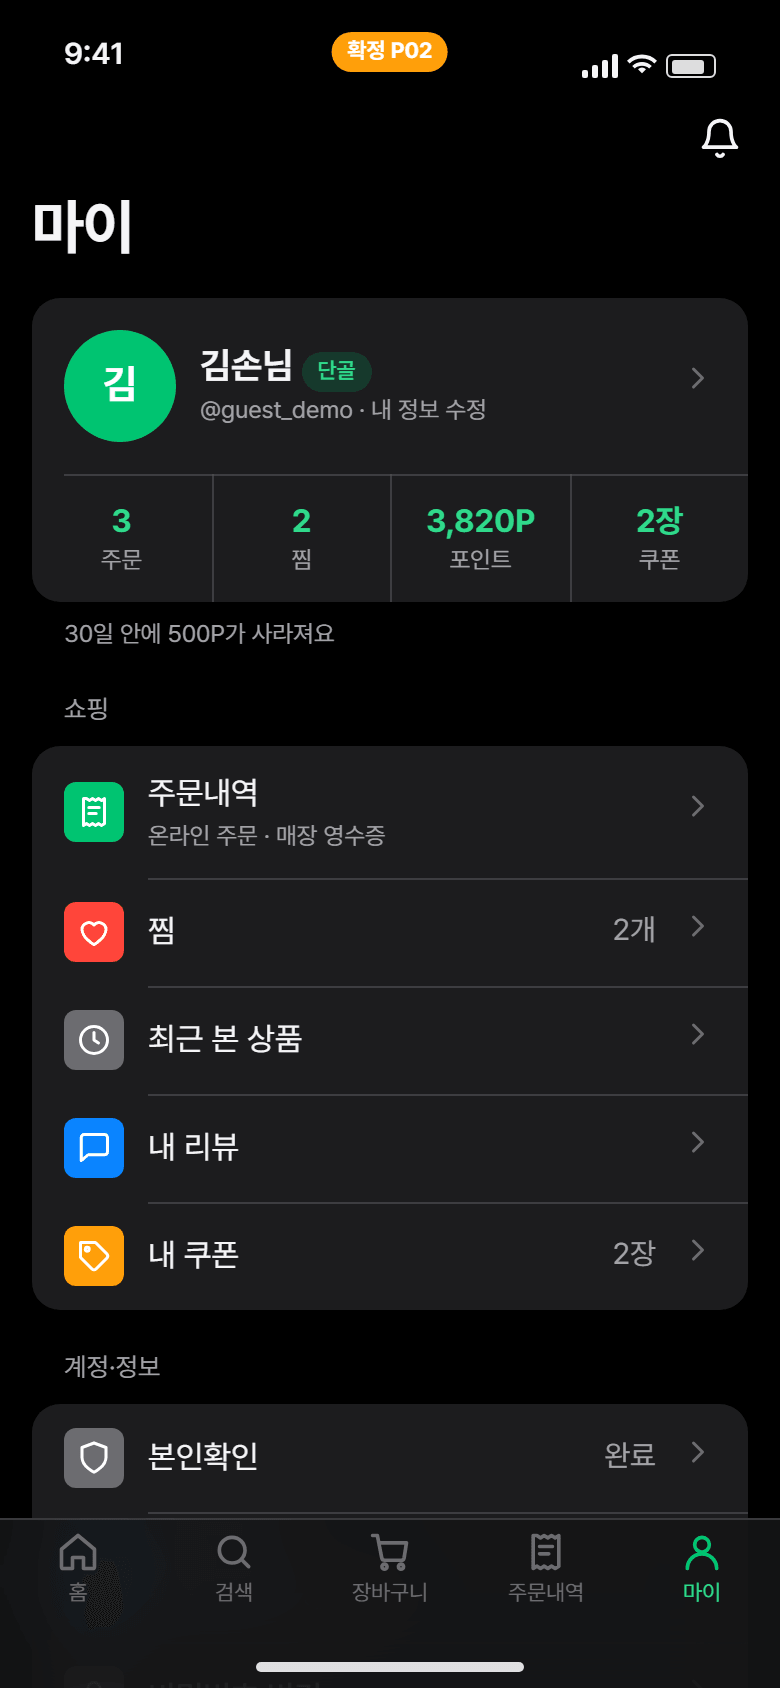 9:41
확정 P02
마이
김
김손님 단골
@guest_demo · 내 정보 수정
3
주문
2
찜
3,820P
포인트
2장
쿠폰
30일 안에 500P가 사라져요
쇼핑
주문내역
온라인 주문 · 매장 영수증
찜 2개
최근 본 상품
내 리뷰
내 쿠폰 2장
계정·정보
본인확인 완료
홈 검색 장바구니 주문내역 마이